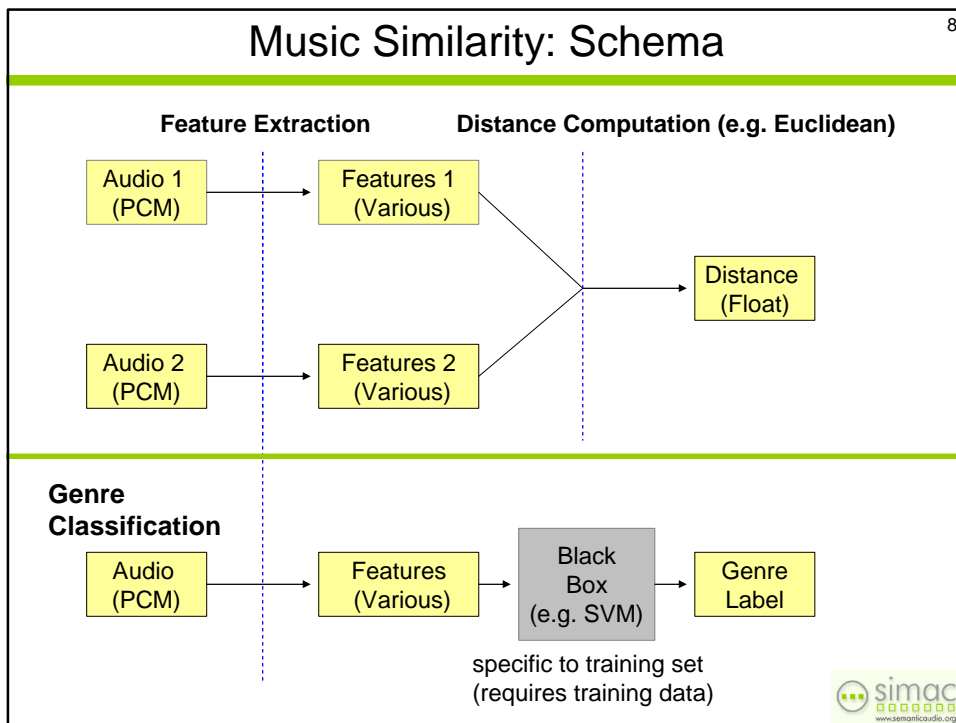 8
Music Similarity: Schema
Feature Extraction
Distance Computation (e.g. Euclidean)
Audio 1
(PCM)
Features 1
(Various)
Distance
(Float)
Audio 2
(PCM)
Features 2
(Various)
Genre
Classification
Audio
(PCM)
Features
(Various)
Black
Box
(e.g. SVM)
Genre
Label
specific to training set
(requires training data)
simac
www.semanticaudio.org